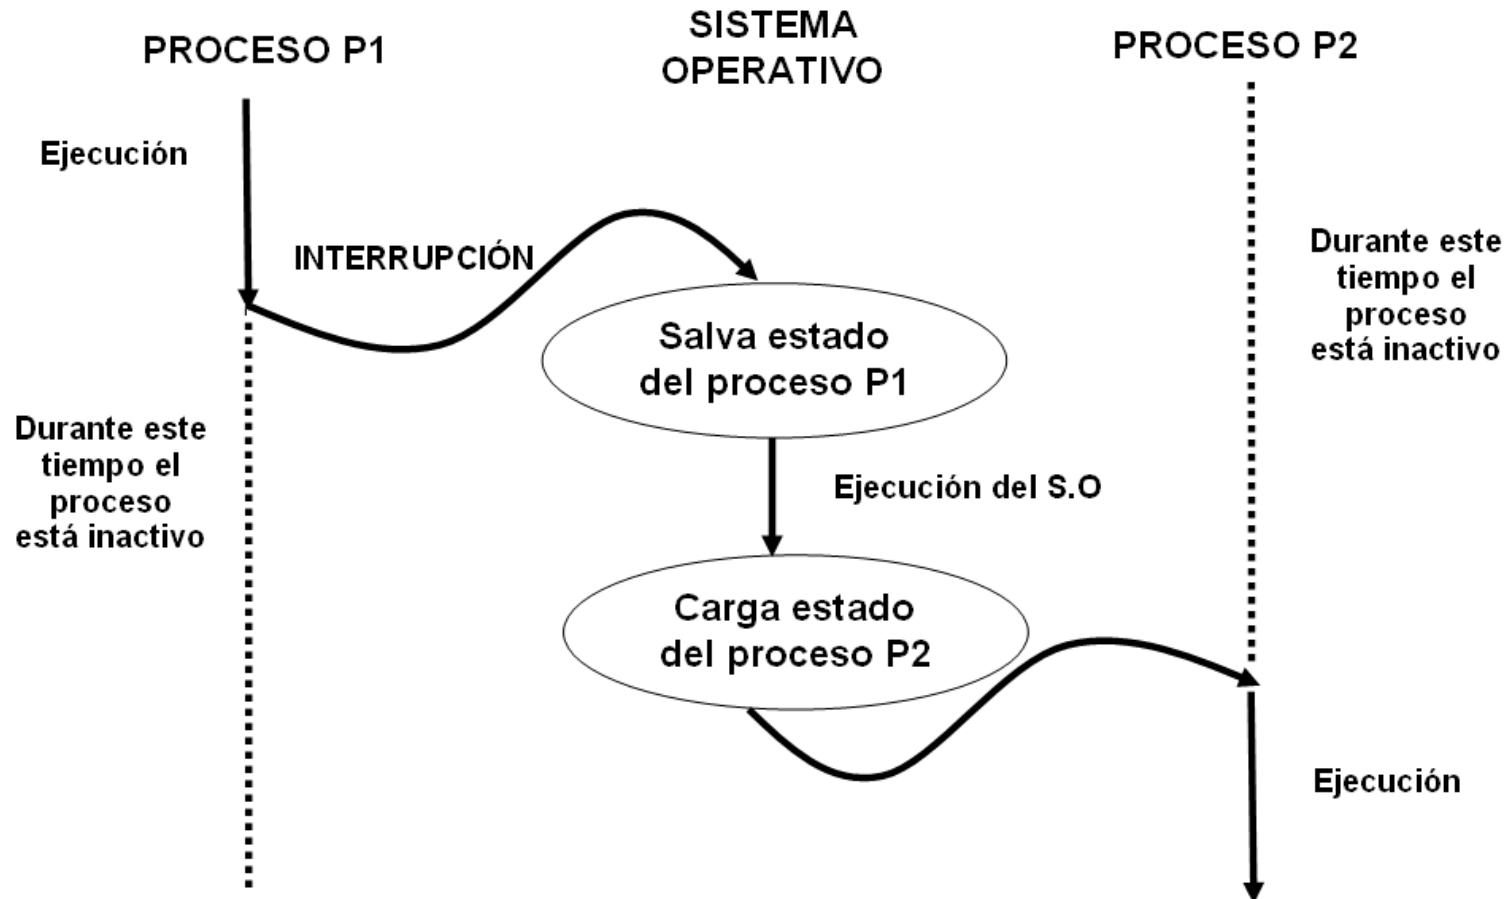 PROCESO P1
SISTEMA
OPERATIVO
PROCESO P2
Ejecución
INTERRUPCIÓN
Durante este
tiempo el
proceso
está inactivo
Salva estado
del proceso P1
Durante este
tiempo el
proceso
está inactivo
Ejecución del S.O
Carga estado
del proceso P2
Ejecución